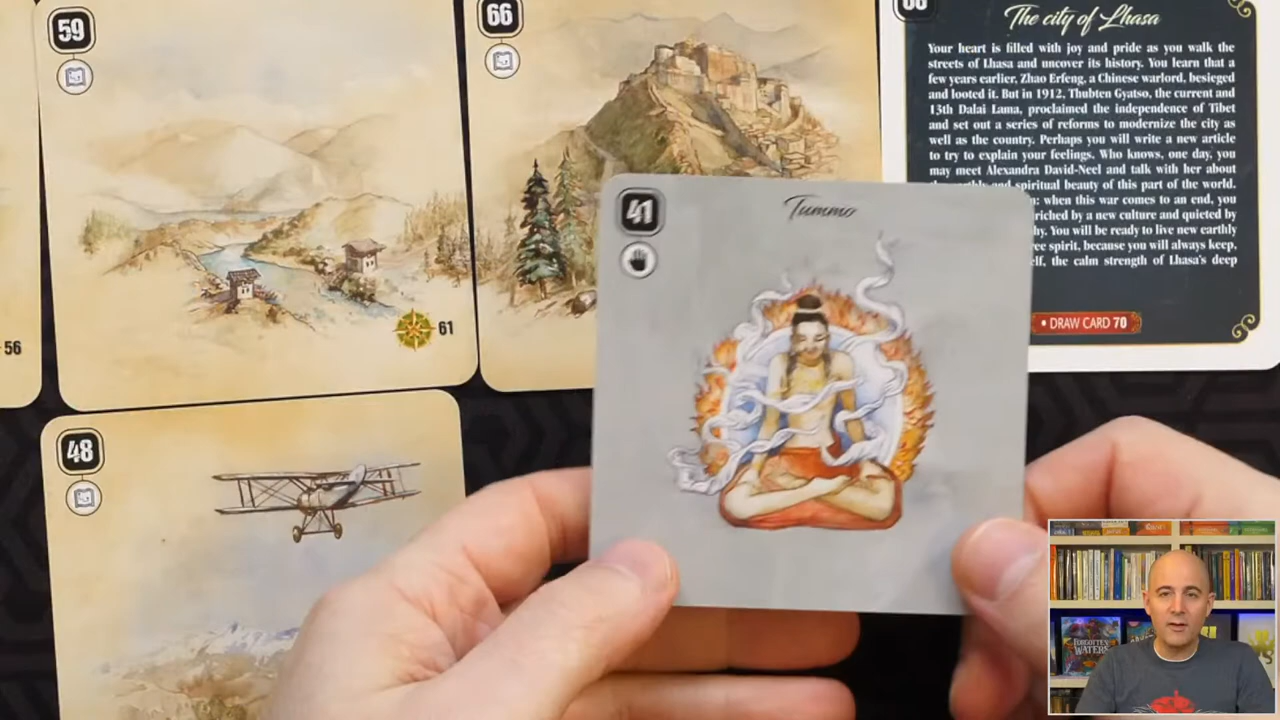 59
66
The city of Lhasa
Your heart is filled with joy and pride as you walk the
streets of Lhasa and uncover its history. You learn that a
few years earlier, Zhao Erfeng, a Chinese warlord, besieged
and looted it. But in 1912, Thubten Gyatso, the current and
13th Dalai Lama, proclaimed the independence of Tibet
and set out a series of reforms to modernize the city as
well as the country. Perhaps you will write a new article
to try to explain your feelings. Who knows, one day, you
may meet Alexandra David-Neel and talk with her about
spiritual beauty of this part of the world.
: when this war comes to an end, you
enriched by a new culture and quieted by
You will be ready to live new earthly
spirit, because you will always keep,
the calm strength of Lhasa's deep
• DRAW CARD 70
41
Tummo
61
56
48
FORGOTTEN
WATERS